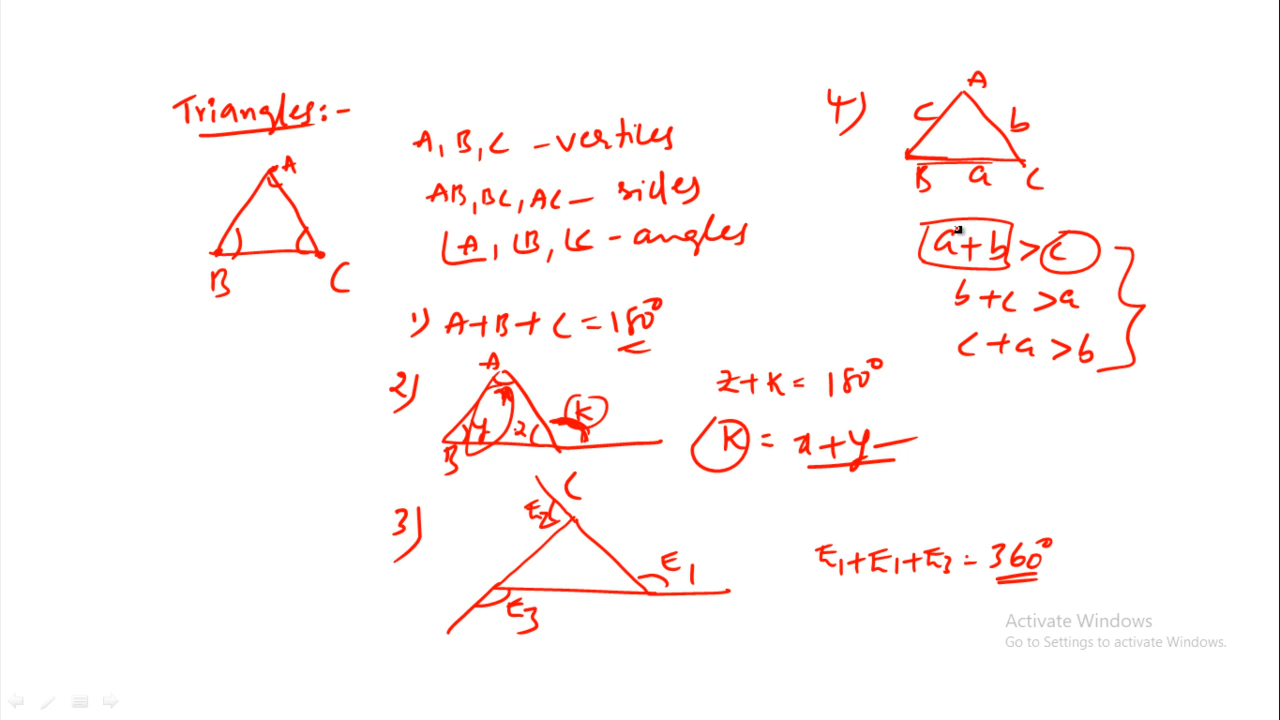 Triangles:-
A
B
C
A, B, C - vertiles
AB, BC, AC - sides
∠A, ∠B, ∠C - angles
1) A+B+C = 180°
2)
A
x
y
z
K
B
z+K = 180°
K = x+y
3)
C
E2
E1
E3
E1+E1+E3 = 360°
4)
A
c
b
B
a
C
a+b > c
b+c > a
c+a > b
Activate Windows
Go to Settings to activate Windows.